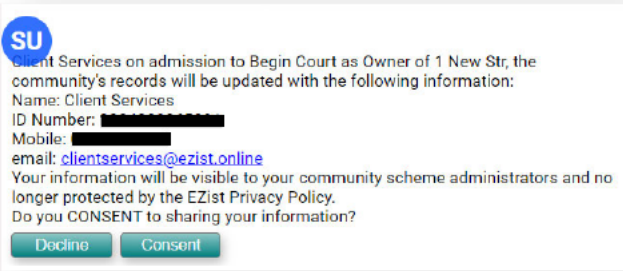 SU
Client Services on admission to Begin Court as Owner of 1 New Str, the
community's records will be updated with the following information:
Name: Client Services
ID Number:
Mobile:
email: clientservices@ezist.online
Your information will be visible to your community scheme administrators and no
longer protected by the EZist Privacy Policy.
Do you CONSENT to sharing your information?
Decline Consent